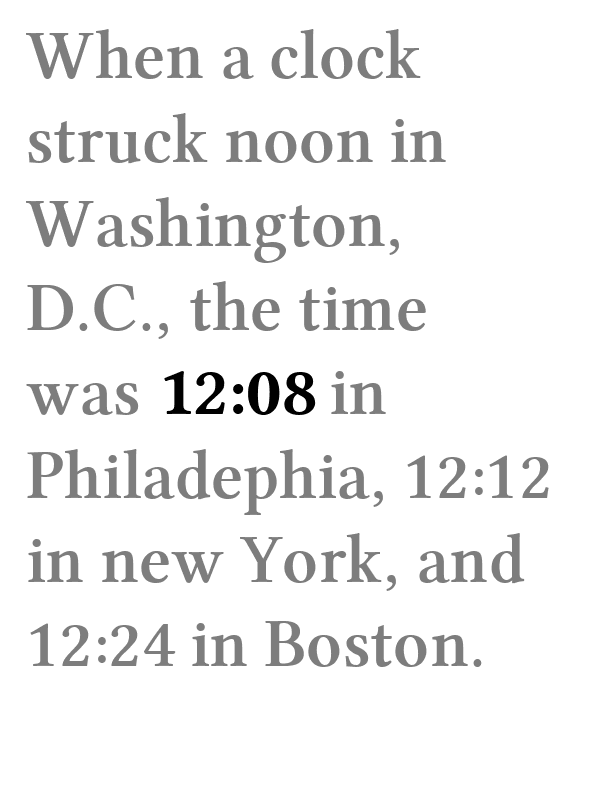 When a clock
struck noon in
Washington,
D.C., the time
was 12:08 in
Philadephia, 12:12
in new York, and
12:24 in Boston.